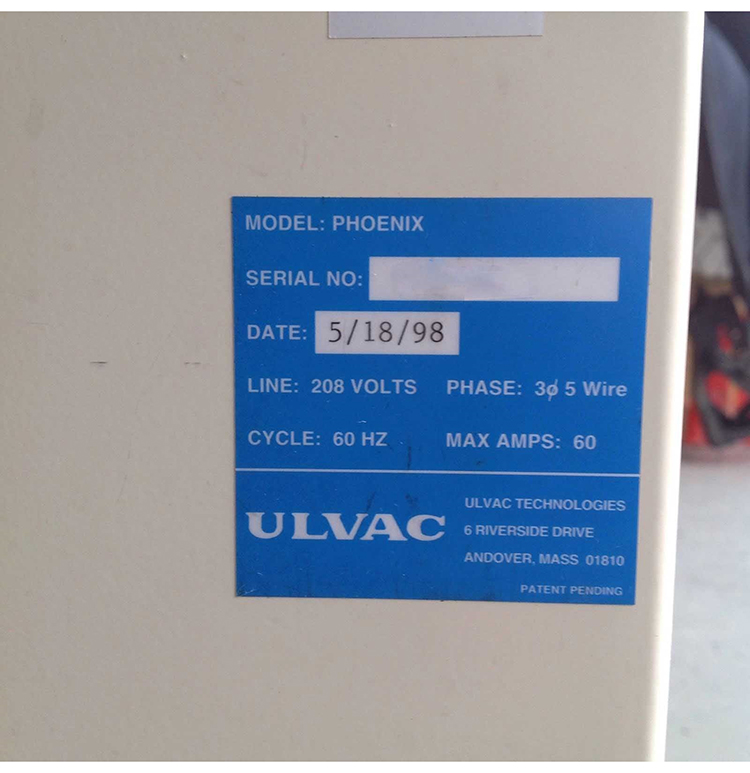 MODEL: PHOENIX
SERIAL NO:
DATE: 5/18/98
LINE: 208 VOLTS PHASE: 3ø 5 Wire
CYCLE: 60 HZ MAX AMPS: 60
ULVAC
ULVAC TECHNOLOGIES
6 RIVERSIDE DRIVE
ANDOVER, MASS 01810
PATENT PENDING